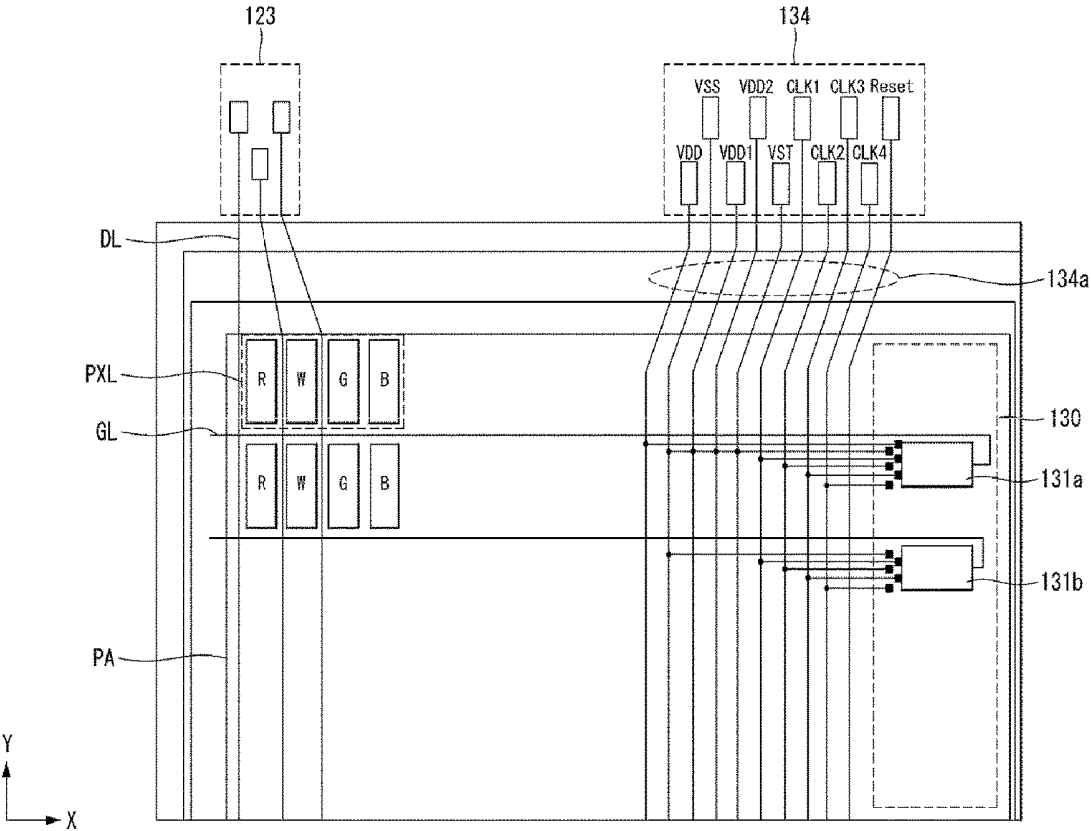 123
134
VSS VDD2 CLK1 CLK3 Reset
VDD VDD1 VST CLK2 CLK4
DL
134a
PXL
R W G B
GL
130
R W G B
131a
131b
PA
Y
X